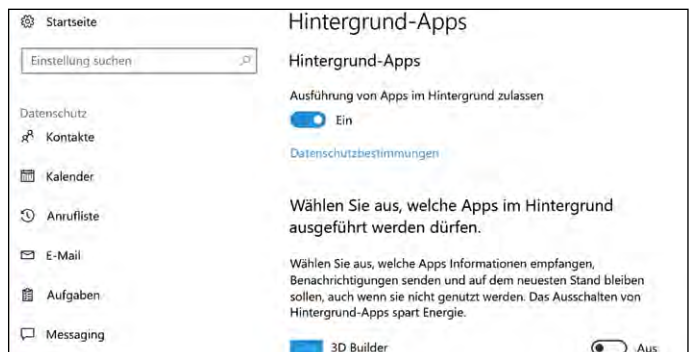 Startseite
Einstellung suchen
Datenschutz
Kontakte
Kalender
Anrufliste
E-Mail
Aufgaben
Messaging
Hintergrund-Apps
Hintergrund-Apps
Ausführung von Apps im Hintergrund zulassen
Ein
Datenschutzbestimmungen
Wählen Sie aus, welche Apps im Hintergrund
ausgeführt werden dürfen.
Wählen Sie aus, welche Apps Informationen empfangen,
Benachrichtigungen senden und auf dem neuesten Stand bleiben
sollen, auch wenn sie nicht genutzt werden. Das Ausschalten von
Hintergrund-Apps spart Energie.
3D Builder Aus